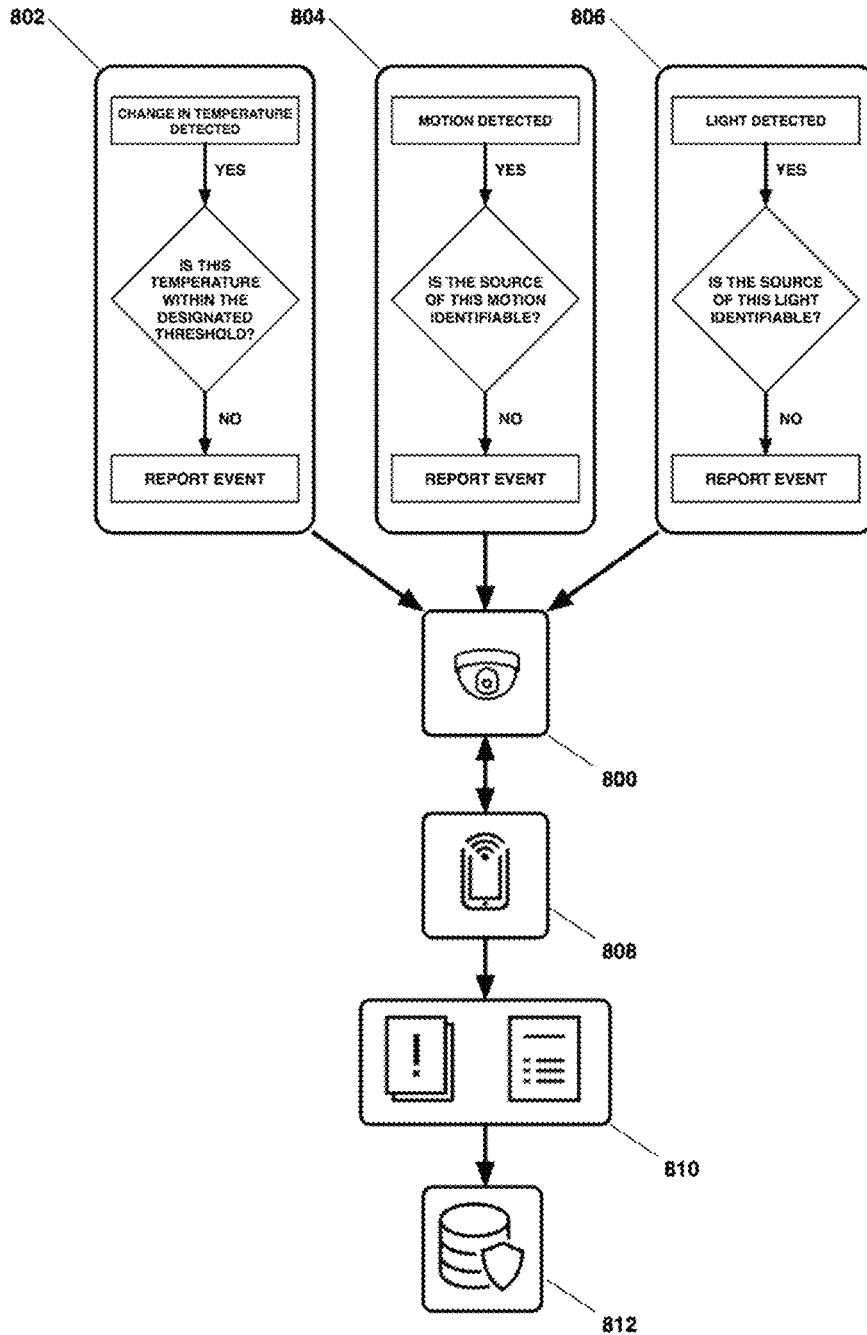 802
804
806
CHANGE IN TEMPERATURE
DETECTED
YES
IS THIS
TEMPERATURE
WITHIN THE
DESIGNATED
THRESHOLD?
NO
REPORT EVENT
MOTION DETECTED
YES
IS THE SOURCE
OF THIS MOTION
IDENTIFIABLE?
NO
REPORT EVENT
LIGHT DETECTED
YES
IS THE SOURCE
OF THIS LIGHT
IDENTIFIABLE?
NO
REPORT EVENT
800
808
810
812